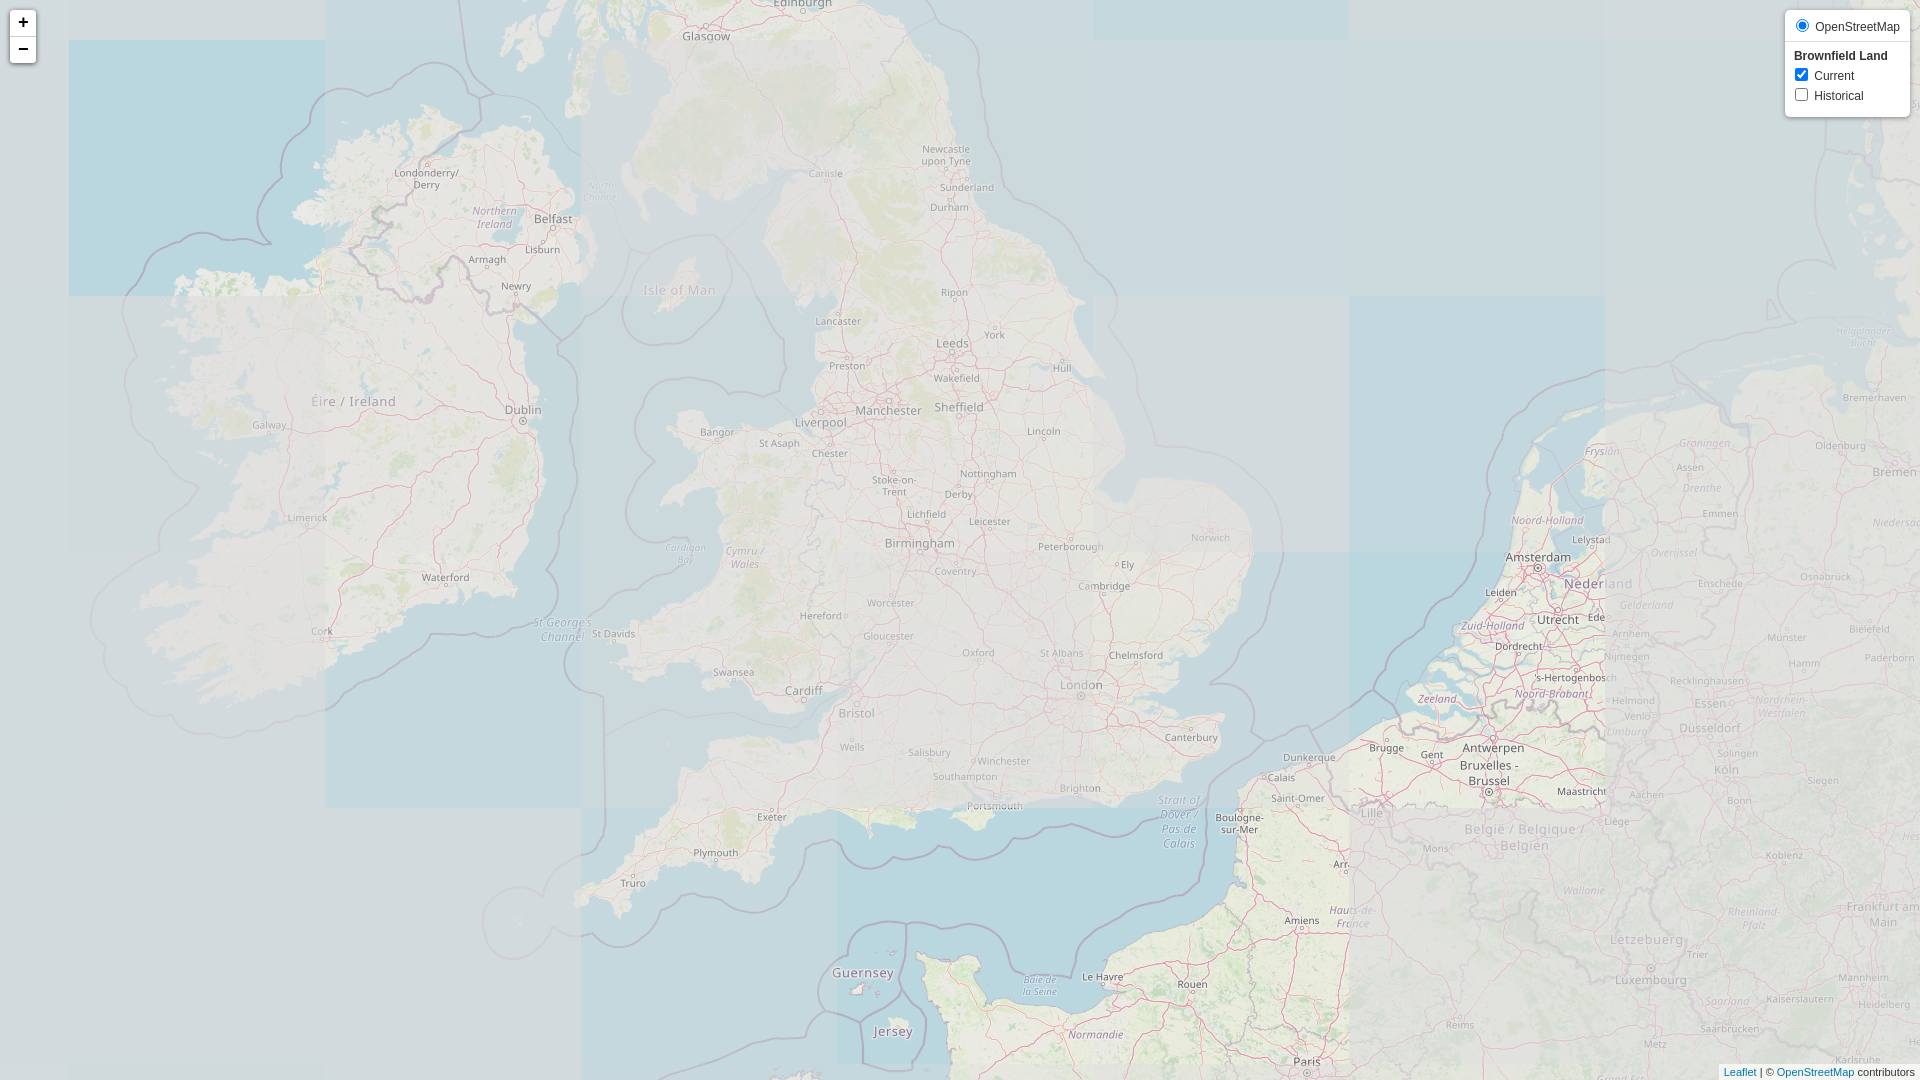 +
−
OpenStreetMap
Brownfield Land
Current
Historical
Edinburgh
Glasgow
Londonderry/
Derry
North
Channel
Newcastle
upon Tyne
Carlisle
Sunderland
Durham
Northern
Ireland
Belfast
Lisburn
Armagh
Newry
Isle of Man
Ripon
Lancaster
York
Leeds
Preston
Hull
Wakefield
Helgoländer
Bucht
Éire / Ireland
Dublin
Galway
Manchester
Sheffield
Liverpool
Lincoln
Bangor
St Asaph
Chester
Bremerhaven
Groningen
Oldenburg
Fryslân
Assen
Bremen
Drenthe
Nottingham
Stoke-on-
Trent
Derby
Lichfield
Leicester
Limerick
Birmingham
Peterborough
Norwich
Noord-Holland
Emmen
Lelystad
Cardigan
Bay
Cymru /
Wales
Coventry
Ely
Cambridge
Amsterdam
Overijssel
Waterford
Nederland
Enschede
Osnabrück
Leiden
Worcester
Hereford
Gelderland
Utrecht
Ede
St George's
Channel
Cork
St Davids
Gloucester
Zuid-Holland
Arnhem
Münster
Bielefeld
Dordrecht
Nijmegen
Hamm
Paderborn
Oxford
St Albans
Chelmsford
Swansea
Cardiff
London
's-Hertogenbosch
Recklinghausen
Zeeland
Noord-Brabant
Helmond
Essen
Nordrhein-
Westfalen
Bristol
Venlo
Limburg
Düsseldorf
Canterbury
Wells
Salisbury
Winchester
Southampton
Brugge
Gent
Antwerpen
Solingen
Dunkerque
Bruxelles -
Brussel
Köln
Calais
Siegen
Brighton
Saint-Omer
Maastricht
Aachen
Bonn
Portsmouth
Strait of
Dover /
Pas de
Calais
Exeter
Boulogne-
sur-Mer
Lille
Liège
België / Belgique /
Belgien
Plymouth
Mons
Koblenz
Truro
Arr
Wallonie
Hauts-de-
France
Amiens
Rheinland-
Pfalz
Frankfurt am
Main
Lëtzebuerg
Trier
Guernsey
Le Havre
Baie de
la Seine
Rouen
Luxembourg
Mannheim
Saarland
Kaiserslautern
Heidelberg
Jersey
Normandie
Reims
Saarbrücken
Metz
Paris
Karlsruhe
Grand Est
Leaflet | © OpenStreetMap contributors